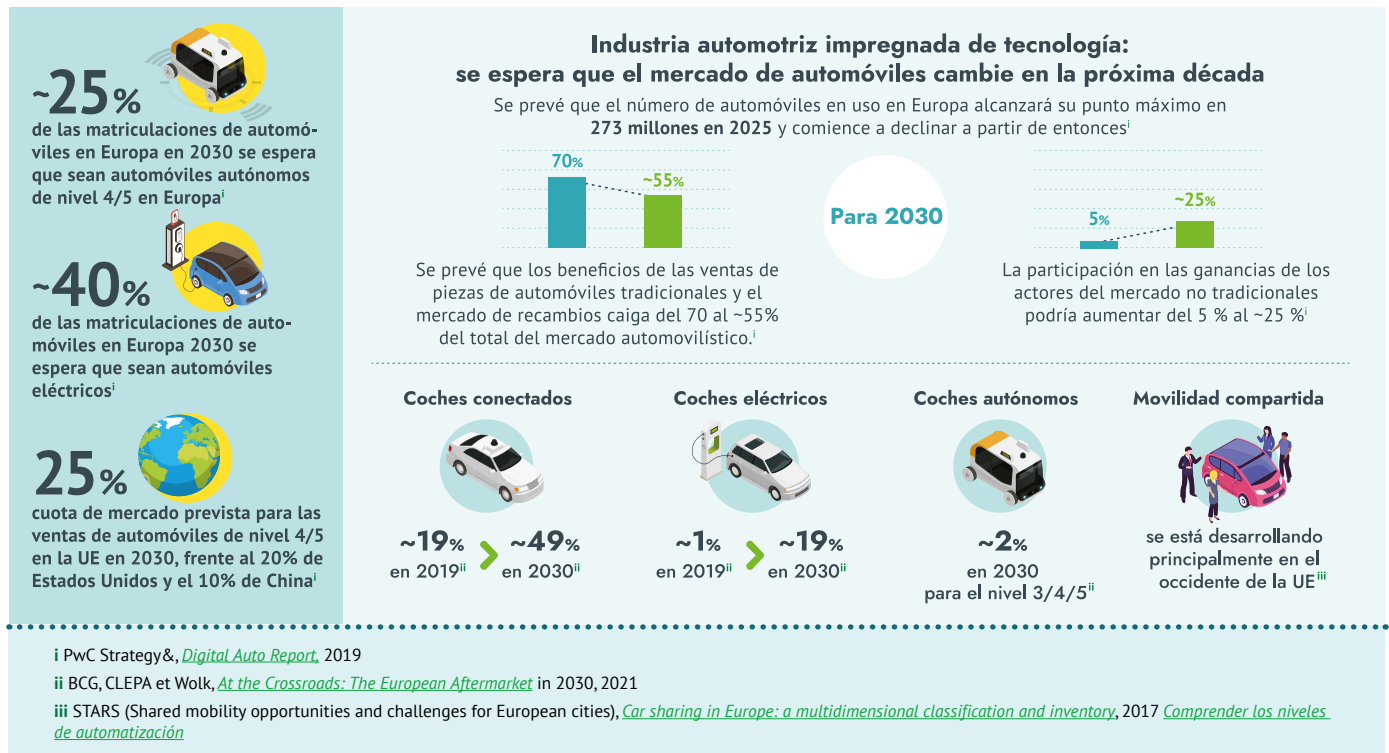 ~25%
de las matriculaciones de automó-
viles en Europa en 2030 se espera
que sean automóviles autónomos
de nivel 4/5 en Europaⁱ
~40%
de las matriculaciones de auto-
móviles en Europa 2030 se
espera que sean automóviles
eléctricosⁱ
25%
cuota de mercado prevista para las
ventas de automóviles de nivel 4/5
en la UE en 2030, frente al 20% de
Estados Unidos y el 10% de Chinaⁱ
Industria automotriz impregnada de tecnología:
se espera que el mercado de automóviles cambie en la próxima década
Se prevé que el número de automóviles en uso en Europa alcanzará su punto máximo en
273 millones en 2025 y comience a declinar a partir de entoncesⁱ
70%
~55%
Se prevé que los beneficios de las ventas de
piezas de automóviles tradicionales y el
mercado de recambios caiga del 70 al ~55%
del total del mercado automovilístico.ⁱ
Para 2030
5%
~25%
La participación en las ganancias de los
actores del mercado no tradicionales
podría aumentar del 5 % al ~25 %ⁱ
Coches conectados
~19% > ~49%
en 2019ⁱⁱ en 2030ⁱⁱ
Coches eléctricos
~1% > ~19%
en 2019ⁱⁱ en 2030ⁱⁱ
Coches autónomos
~2%
en 2030
para el nivel 3/4/5ⁱⁱ
Movilidad compartida
se está desarrollando
principalmente en el
occidente de la UEⁱⁱⁱ
i PwC Strategy&, Digital Auto Report, 2019
ii BCG, CLEPA et Wolk, At the Crossroads: The European Aftermarket in 2030, 2021
iii STARS (Shared mobility opportunities and challenges for European cities), Car sharing in Europe: a multidimensional classification and inventory, 2017 Comprender los niveles
de automatización